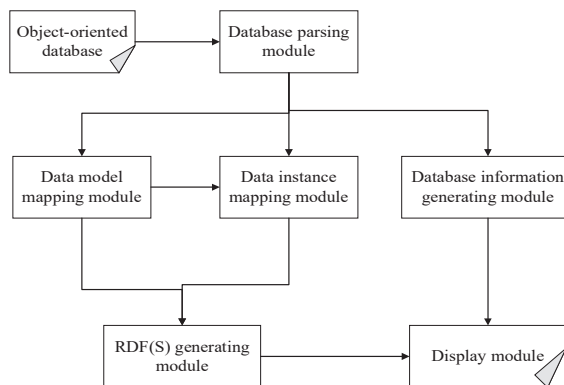 Object-oriented
database
Database parsing
module
Data model
mapping module
Data instance
mapping module
Database information
generating module
RDF(S) generating
module
Display module